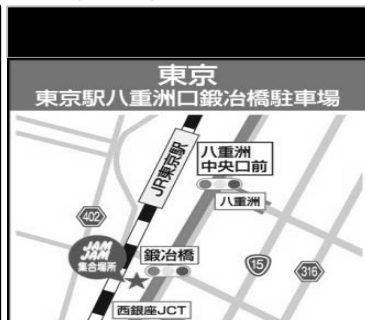 東京
東京駅八重洲口鍛冶橋駐車場
JR東京駅
八重洲
中央口前
八重洲
402
JAM
JAM
集合場所
鍛冶橋
15
316
西銀座JCT